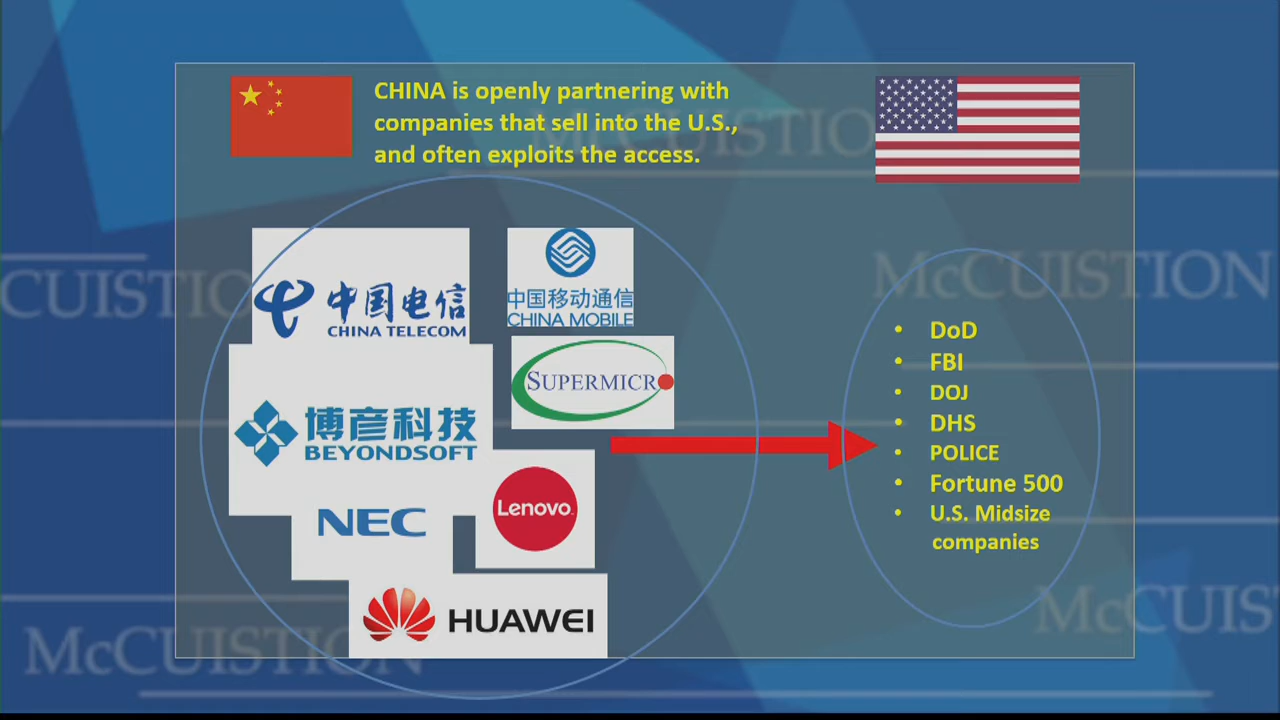 CHINA is openly partnering with
companies that sell into the U.S.,
and often exploits the access.
McCUISTION
CUISTION
McCUISTION
中国电信
CHINA TELECOM
中国移动通信
CHINA MOBILE
SUPERMICRO
博彦科技
BEYONDSOFT
NEC
Lenovo
HUAWEI
• DoD
• FBI
• DOJ
• DHS
• POLICE
• Fortune 500
• U.S. Midsize
companies
McCUISTION
McCUIS